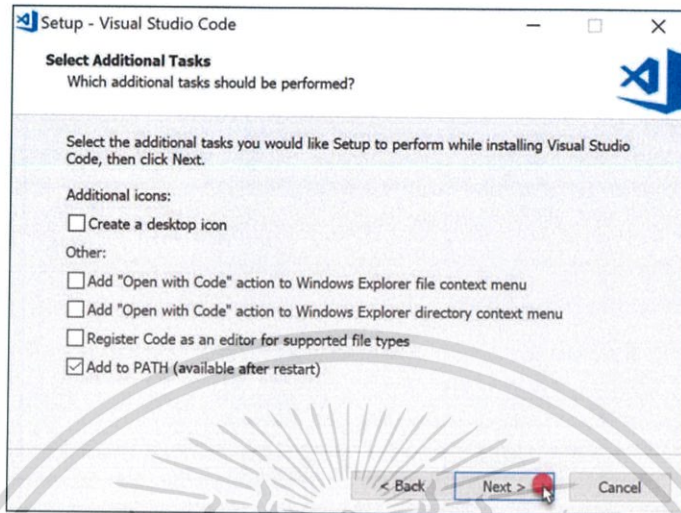 Setup - Visual Studio Code
Select Additional Tasks
Which additional tasks should be performed?
Select the additional tasks you would like Setup to perform while installing Visual Studio
Code, then click Next.
Additional icons:
Create a desktop icon
Other:
Add "Open with Code" action to Windows Explorer file context menu
Add "Open with Code" action to Windows Explorer directory context menu
Register Code as an editor for supported file types
Add to PATH (available after restart)
< Back Next > Cancel